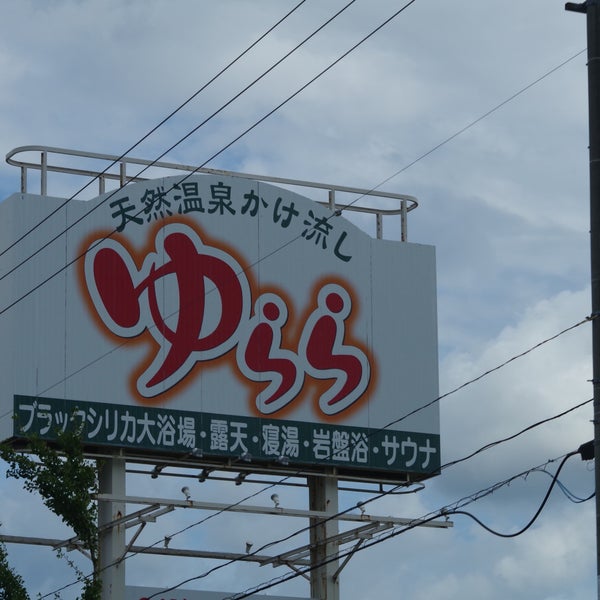 天然温泉かけ流し
ゆらら
ブラックシリカ大浴場・露天・寝湯・岩盤浴・サウナ